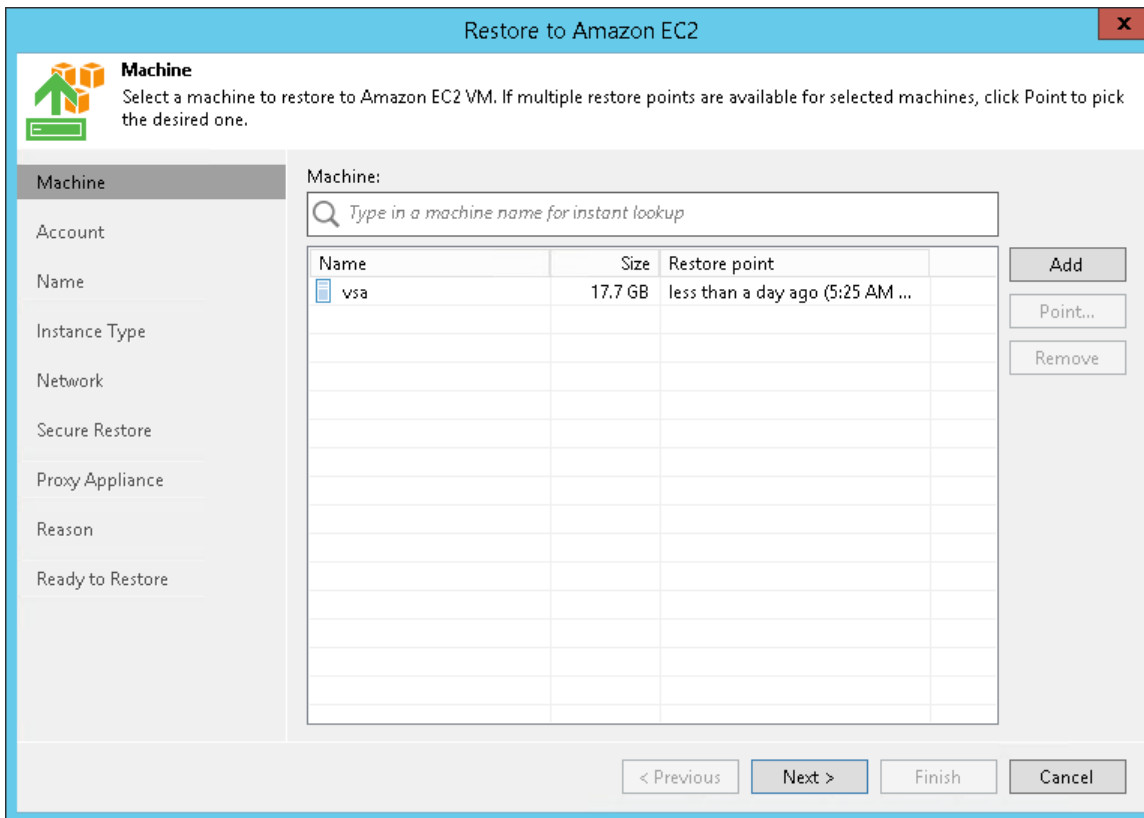 Restore to Amazon EC2
x
Machine
Select a machine to restore to Amazon EC2 VM. If multiple restore points are available for selected machines, click Point to pick
the desired one.
Machine
Account
Name
Instance Type
Network
Secure Restore
Proxy Appliance
Reason
Ready to Restore
Machine:
Type in a machine name for instant lookup
Name Size Restore point
vsa 17.7 GB less than a day ago (5:25 AM ...
Add
Point...
Remove
< Previous Next > Finish Cancel